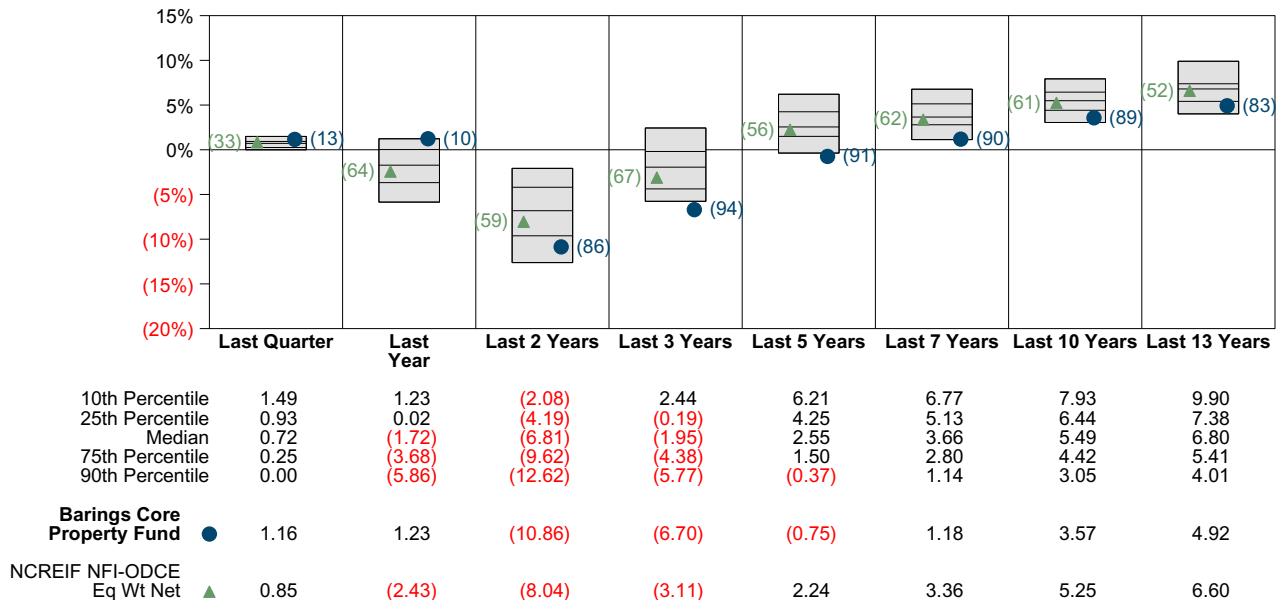 15%
10%
5%
0%
(5%)
(10%)
(15%)
(20%)
(33) (13)
(64) (10)
(59) (86)
(67) (94)
(56) (91)
(62) (90)
(61) (89)
(52) (83)
Last Quarter Last Year Last 2 Years Last 3 Years Last 5 Years Last 7 Years Last 10 Years Last 13 Years
10th Percentile 1.49 1.23 (2.08) 2.44 6.21 6.77 7.93 9.90
25th Percentile 0.93 0.02 (4.19) (0.19) 4.25 5.13 6.44 7.38
Median 0.72 (1.72) (6.81) (1.95) 2.55 3.66 5.49 6.80
75th Percentile 0.25 (3.68) (9.62) (4.38) 1.50 2.80 4.42 5.41
90th Percentile 0.00 (5.86) (12.62) (5.77) (0.37) 1.14 3.05 4.01
Barings Core
Property Fund 1.16 1.23 (10.86) (6.70) (0.75) 1.18 3.57 4.92
NCREIF NFI-ODCE
Eq Wt Net 0.85 (2.43) (8.04) (3.11) 2.24 3.36 5.25 6.60